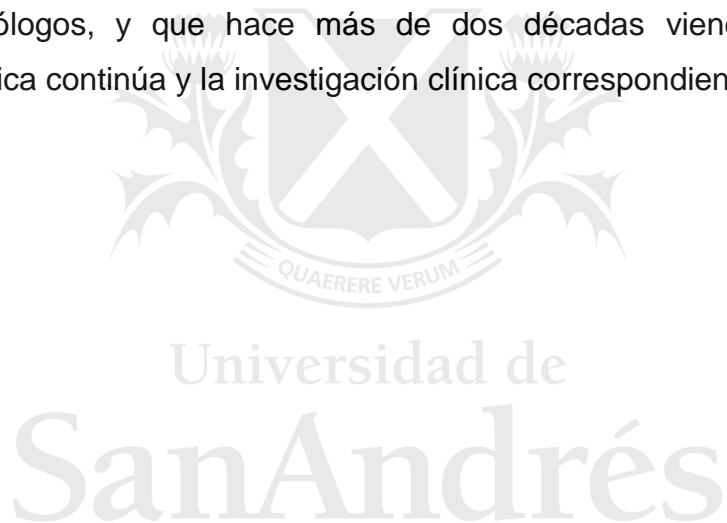 ólogos, y que hace más de dos décadas vien
ica continúa y la investigación clínica correspondien
QUAERERE VERUM
Universidad de
SanAndrés